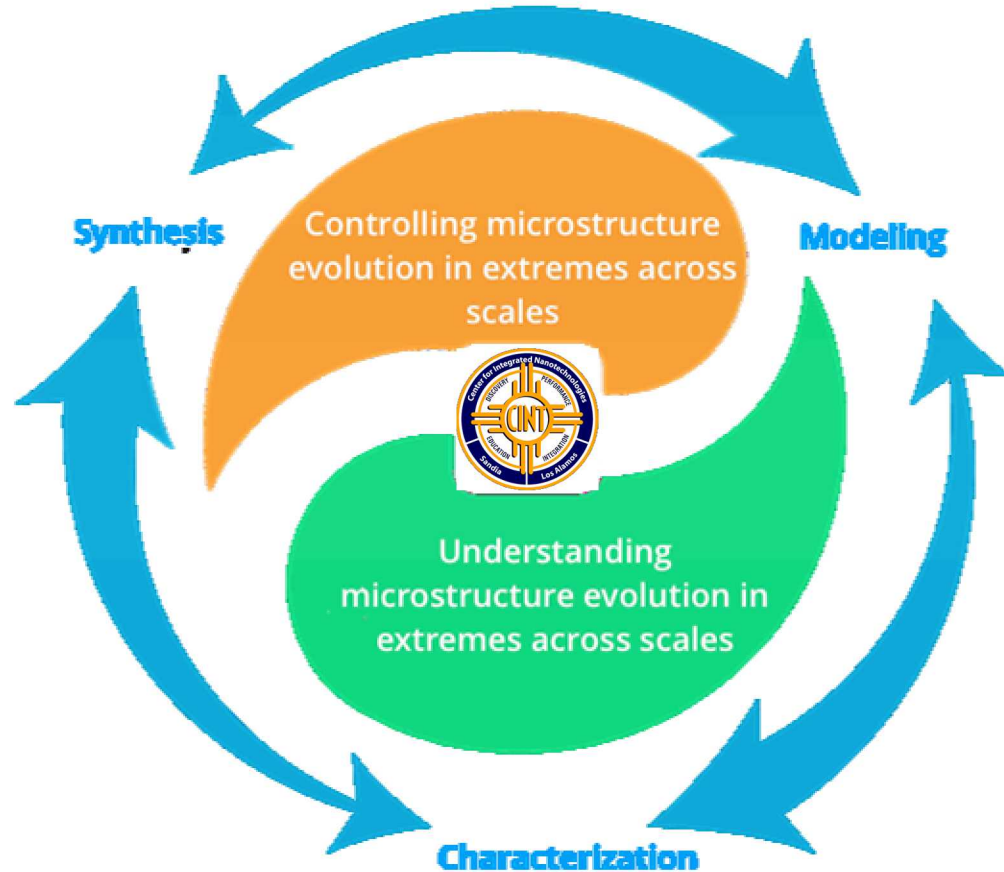 Synthesis
Modeling
Controlling microstructure
evolution in extremes across
scales
Center for Integrated Nanotechnologies
DISCOVERY
PERFORMANCE
CINT
EDUCATION
INTEGRATION
Sandia
Los Alamos
Understanding
microstructure evolution in
extremes across scales
Characterization